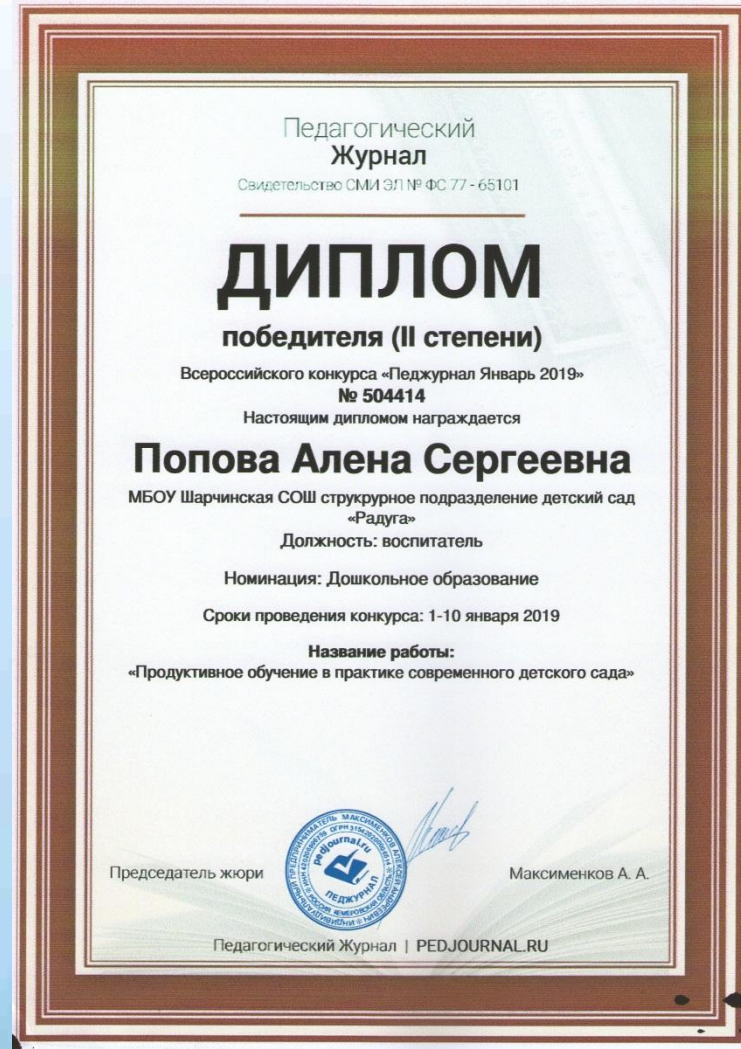 Педагогический
Журнал
Свидетельство СМИ ЭЛ № ФС 77 - 65101
ДИПЛОМ
победителя (II степени)
Всероссийского конкурса «Педжурнал Январь 2019»
№ 504414
Настоящим дипломом награждается
Попова Алена Сергеевна
МБОУ Шарчинская СОШ струкрурное подразделение детский сад
«Радуга»
Должность: воспитатель
Номинация: Дошкольное образование
Сроки проведения конкурса: 1-10 января 2019
Название работы:
«Продуктивное обучение в практике современного детского сада»
pedjournal.ru
ПЕДЖУРНАЛ
Председатель жюри
Максименков А. А.
Педагогический Журнал | PEDJOURNAL.RU